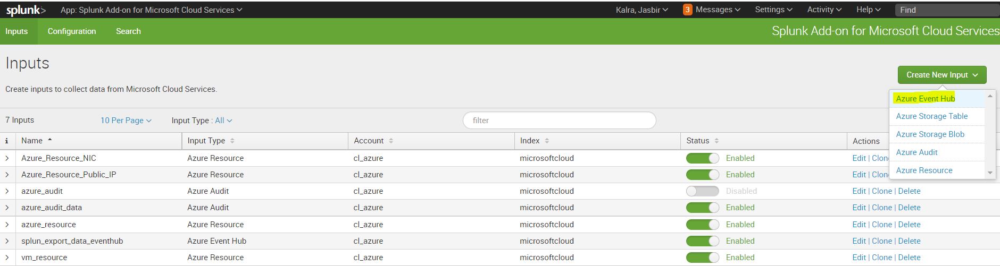 splunk> App: Splunk Add-on for Microsoft Cloud Services Kalra, Jasbir 3 Messages Settings Activity Help Find
Inputs Configuration Search Splunk Add-on for Microsoft Cloud Services
Inputs
Create New Input
Create inputs to collect data from Microsoft Cloud Services.
Azure Event Hub
Azure Storage Table
Azure Storage Blob
Azure Audit
Azure Resource
7 Inputs 10 Per Page Input Type : All filter
i Name Input Type Account Index Status Actions
Azure_Resource_NIC Azure Resource cl_azure microsoftcloud Enabled Edit | Clon
Azure_Resource_Public_IP Azure Resource cl_azure microsoftcloud Enabled Edit | Clon
azure_audit Azure Audit cl_azure microsoftcloud Disabled Edit | Clone | Delete
azure_audit_data Azure Audit cl_azure microsoftcloud Enabled Edit | Clone | Delete
azure_resource Azure Resource cl_azure microsoftcloud Enabled Edit | Clone | Delete
splun_export_data_eventhub Azure Event Hub cl_azure microsoftcloud Enabled Edit | Clone | Delete
vm_resource Azure Resource cl_azure microsoftcloud Enabled Edit | Clone | Delete